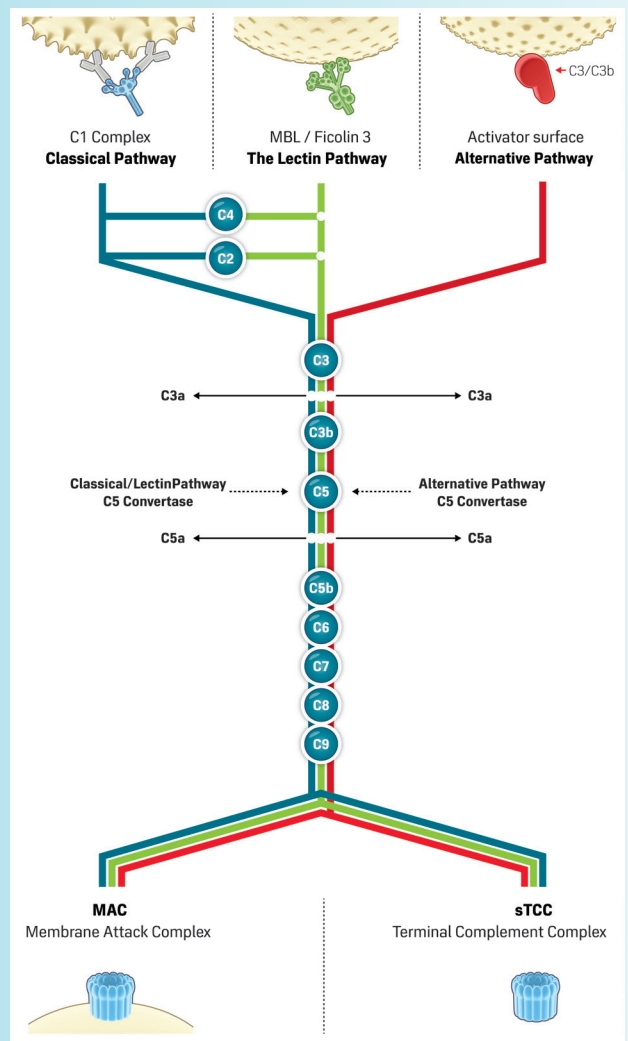 C3/C3b
C1 Complex
Classical Pathway
MBL / Ficolin 3
The Lectin Pathway
Activator surface
Alternative Pathway
C4
C2
C3
C3a
C3a
C3b
Classical/LectinPathway
C5 Convertase
C5
Alternative Pathway
C5 Convertase
C5a
C5a
C5b
C6
C7
C8
C9
MAC
Membrane Attack Complex
sTCC
Terminal Complement Complex